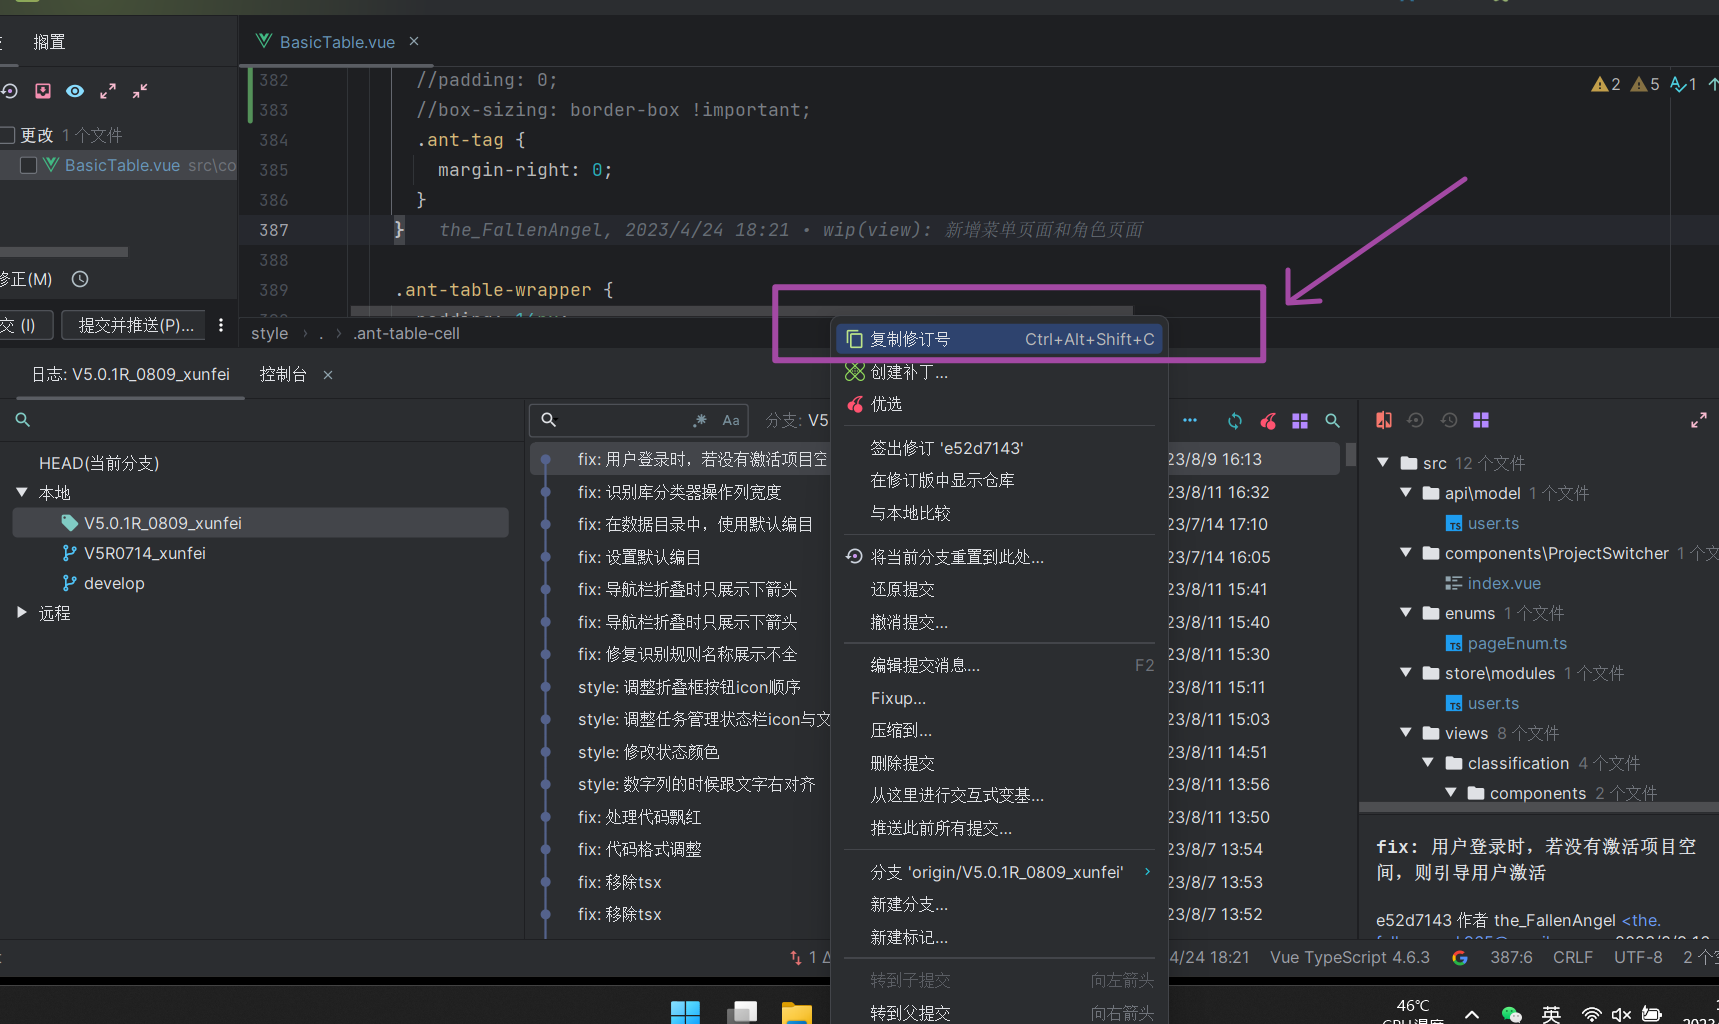 搁置
BasicTable.vue ×
更改 1 个文件
BasicTable.vue src\co
修正(M)
交 (I)
提交并推送(P)...
382 //padding: 0;
383 //box-sizing: border-box !important;
384 .ant-tag {
385 margin-right: 0;
386 }
387 } the_FallenAngel, 2023/4/24 18:21 • wip(view): 新增菜单页面和角色页面
388
389 .ant-table-wrapper {
2 5 1
style › . › .ant-table-cell
日志: V5.0.1R_0809_xunfei
控制台 ×
HEAD(当前分支)
本地
V5.0.1R_0809_xunfei
V5R0714_xunfei
develop
远程
.* Aa
分支: V5
fix: 用户登录时，若没有激活项目空
23/8/9 16:13
fix: 识别库分类器操作列宽度
23/8/11 16:32
fix: 在数据目录中，使用默认编目
23/7/14 17:10
fix: 设置默认编目
23/7/14 16:05
fix: 导航栏折叠时只展示下箭头
23/8/11 15:41
fix: 导航栏折叠时只展示下箭头
23/8/11 15:40
fix: 修复识别规则名称展示不全
23/8/11 15:30
style: 调整折叠框按钮icon顺序
23/8/11 15:11
style: 调整任务管理状态栏icon与文
23/8/11 15:03
style: 修改状态颜色
23/8/11 14:51
style: 数字列的时候跟文字右对齐
23/8/11 13:56
fix: 处理代码飘红
23/8/11 13:50
fix: 代码格式调整
23/8/7 13:54
fix: 移除tsx
23/8/7 13:53
fix: 移除tsx
23/8/7 13:52
复制修订号 Ctrl+Alt+Shift+C
创建补丁...
优选
签出修订 'e52d7143'
在修订版中显示仓库
与本地比较
将当前分支重置到此处...
还原提交
撤消提交...
编辑提交消息... F2
Fixup...
压缩到...
删除提交
从这里进行交互式变基...
推送此前所有提交...
分支 'origin/V5.0.1R_0809_xunfei' ›
新建分支...
新建标记...
转到子提交 向左箭头
转到父提交 向右箭头
src 12 个文件
api\model 1 个文件
user.ts
components\ProjectSwitcher 1 个文
index.vue
enums 1 个文件
pageEnum.ts
store\modules 1 个文件
user.ts
views 8 个文件
classification 4 个文件
components 2 个文件
fix: 用户登录时，若没有激活项目空
间，则引导用户激活
e52d7143 作者 the_FallenAngel <the.
1 Δ
4/24 18:21 Vue TypeScript 4.6.3 387:6 CRLF UTF-8 2 个
46℃
英